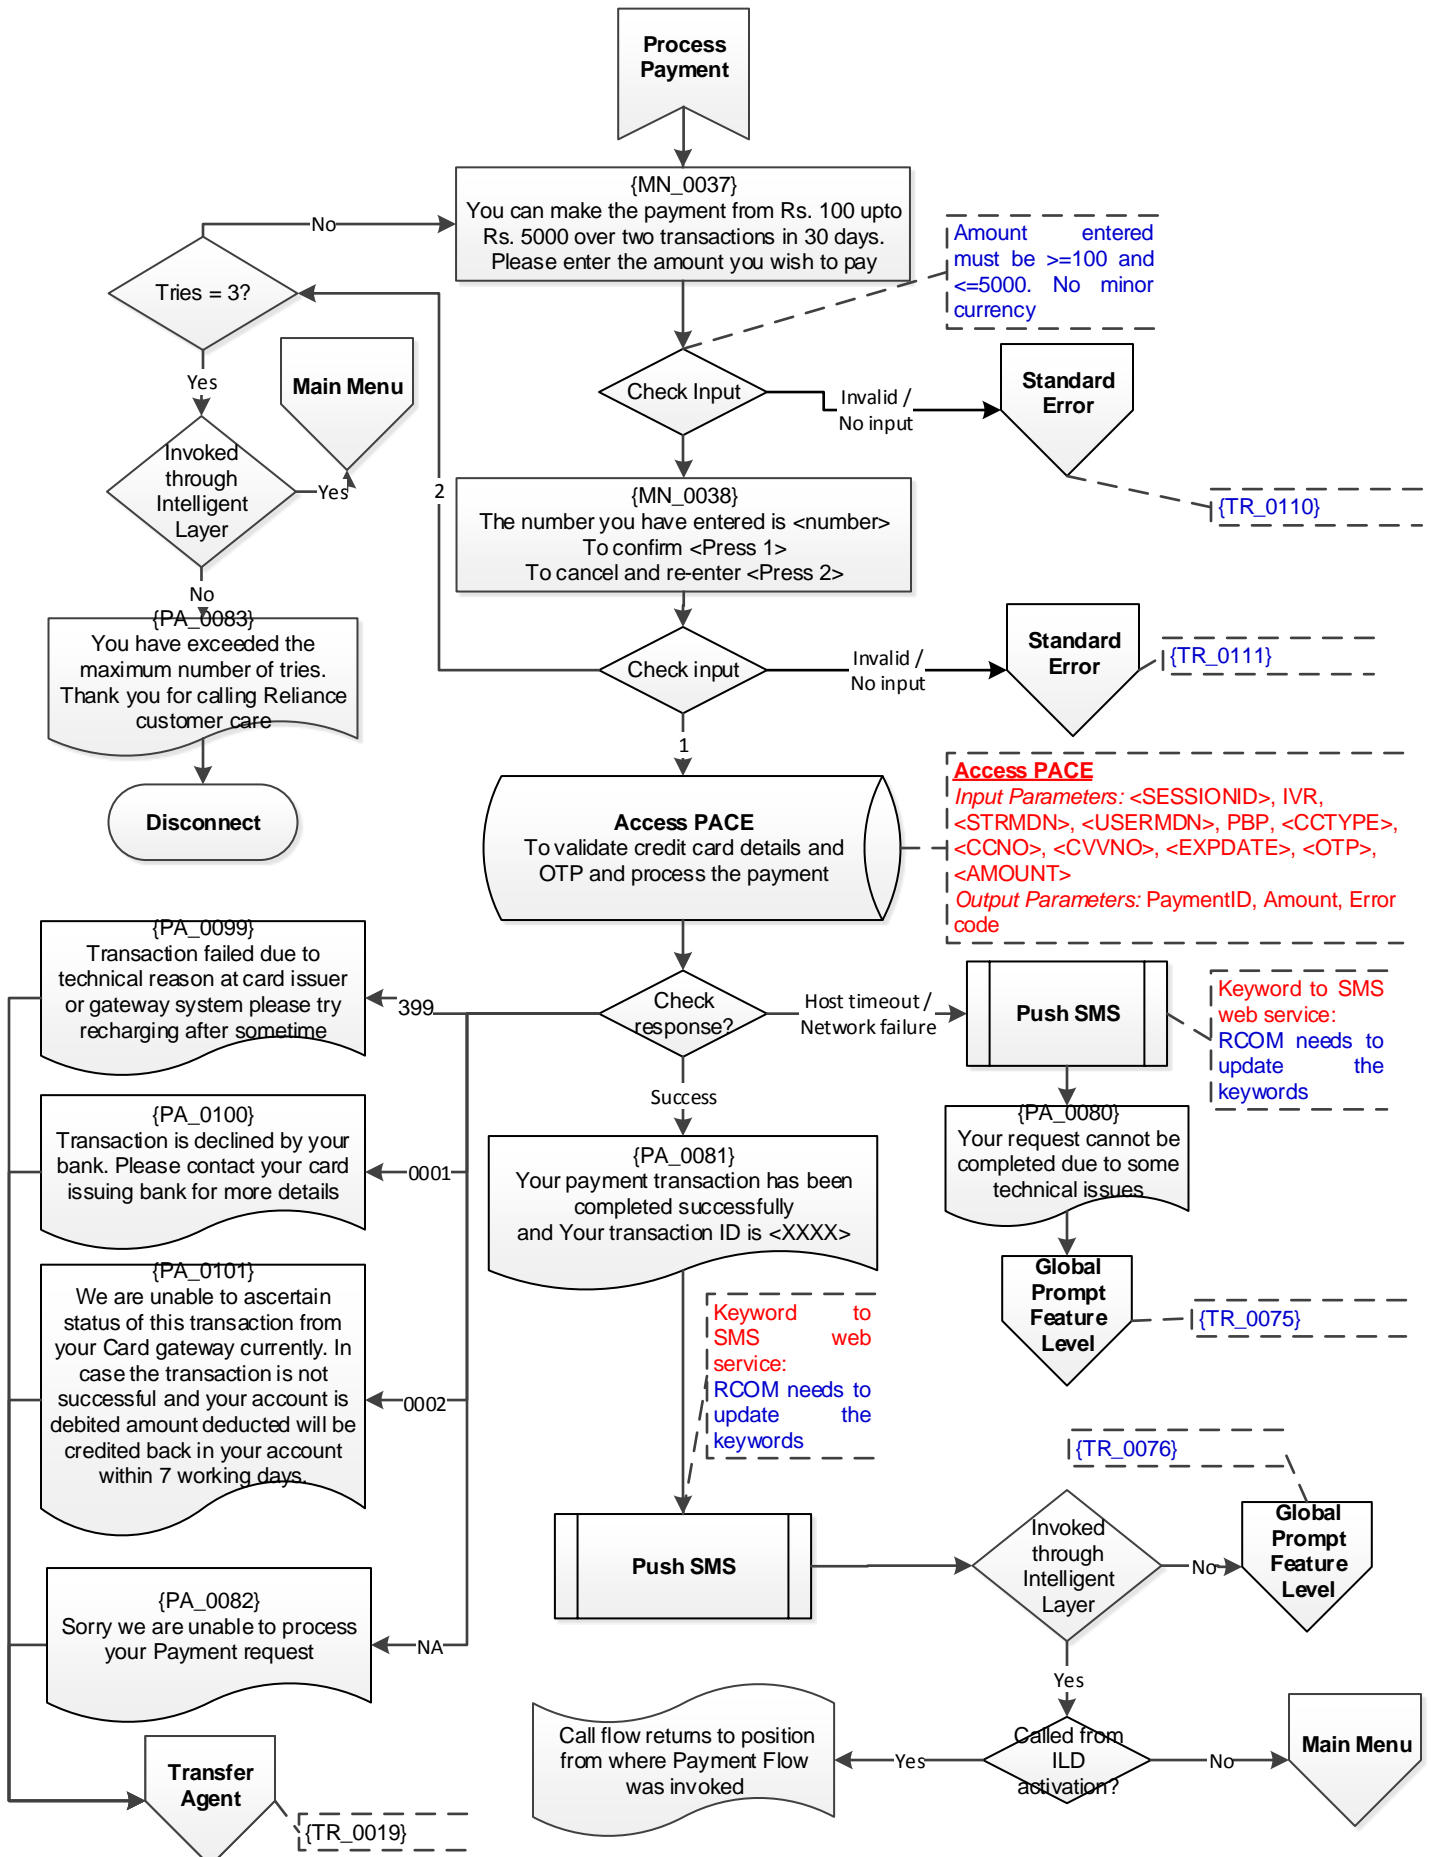 Process
Payment
{MN_0037}
You can make the payment from Rs. 100 upto
Rs. 5000 over two transactions in 30 days.
Please enter the amount you wish to pay
No
Amount entered
must be >=100 and
<=5000. No minor
currency
Tries = 3?
Yes
Main Menu
Check Input
Invalid /
No input
Standard
Error
{TR_0110}
Invoked
through
Intelligent
Layer
Yes
2
{MN_0038}
The number you have entered is <number>
To confirm <Press 1>
To cancel and re-enter <Press 2>
No
{PA_0083}
You have exceeded the
maximum number of tries.
Thank you for calling Reliance
customer care
Check input
Invalid /
No input
Standard
Error
{TR_0111}
1
Disconnect
Access PACE
To validate credit card details and
OTP and process the payment
Access PACE
Input Parameters: <SESSIONID>, IVR,
<STRMDN>, <USERMDN>, PBP, <CCTYPE>,
<CCNO>, <CVVNO>, <EXPDATE>, <OTP>,
<AMOUNT>
Output Parameters: PaymentID, Amount, Error
code
{PA_0099}
Transaction failed due to
technical reason at card issuer
or gateway system please try
recharging after sometime
399
Check
response?
Host timeout /
Network failure
Push SMS
Keyword to SMS
web service:
RCOM needs to
update the
keywords
Success
{PA_0100}
Transaction is declined by your
bank. Please contact your card
issuing bank for more details
0001
{PA_0081}
Your payment transaction has been
completed successfully
and Your transaction ID is <XXXX>
{PA_0080}
Your request cannot be
completed due to some
technical issues
Global
Prompt
Feature
Level
{TR_0075}
{PA_0101}
We are unable to ascertain
status of this transaction from
your Card gateway currently. In
case the transaction is not
successful and your account is
debited amount deducted will be
credited back in your account
within 7 working days.
0002
Keyword to
SMS web
service:
RCOM needs to
update the
keywords
{TR_0076}
Push SMS
Invoked
through
Intelligent
Layer
No
Global
Prompt
Feature
Level
{PA_0082}
Sorry we are unable to process
your Payment request
NA
Yes
Call flow returns to position
from where Payment Flow
was invoked
Yes
Called from
ILD
activation?
No
Main Menu
Transfer
Agent
{TR_0019}